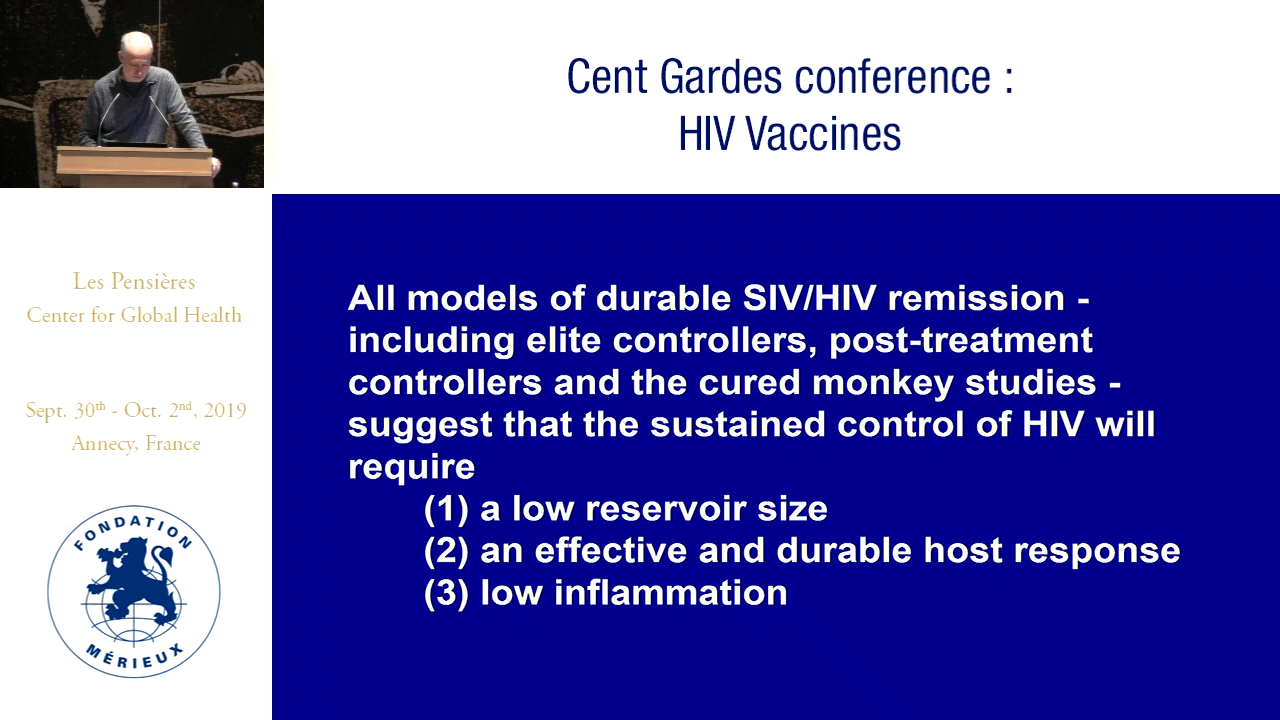 Cent Gardes conference :
HIV Vaccines
Les Pensières
Center for Global Health
Sept. 30th - Oct. 2nd, 2019
Annecy, France
FONDATION
MÉRIEUX
All models of durable SIV/HIV remission -
including elite controllers, post-treatment
controllers and the cured monkey studies -
suggest that the sustained control of HIV will
require
(1) a low reservoir size
(2) an effective and durable host response
(3) low inflammation